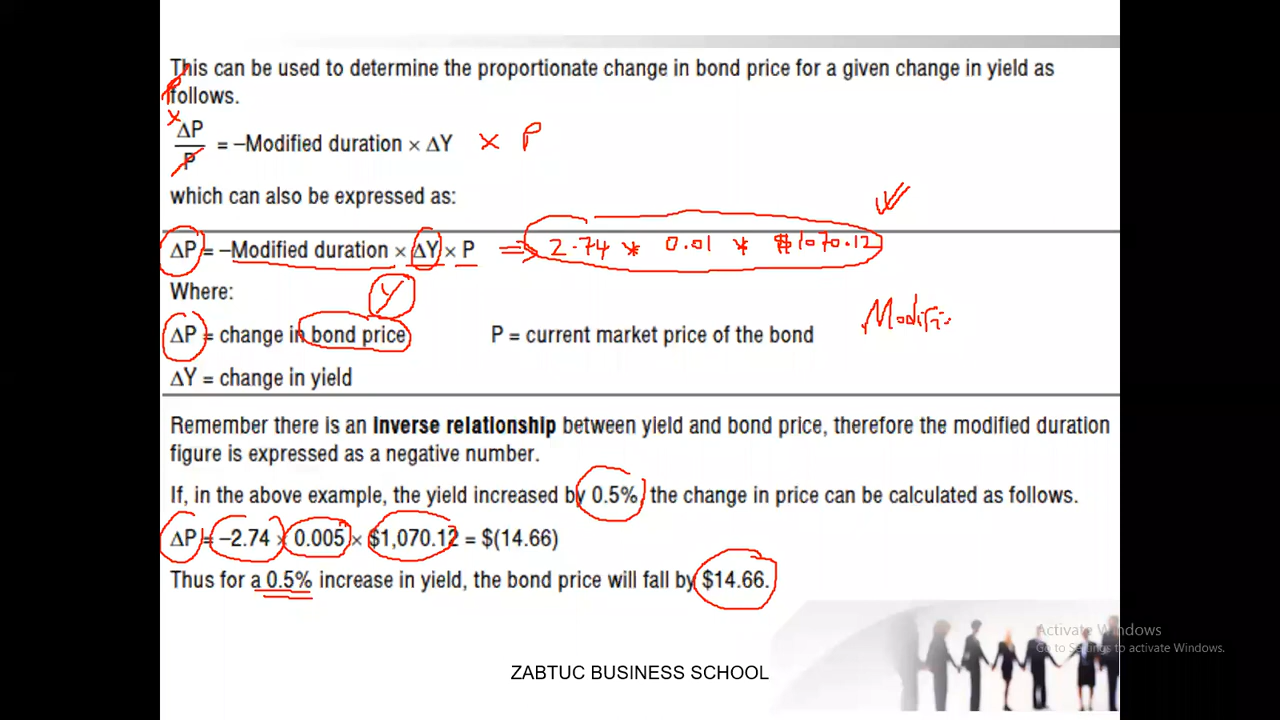 This can be used to determine the proportionate change in bond price for a given change in yield as
follows.
P
×
ΔP
P
= –Modified duration × ΔY × P
which can also be expressed as:
ΔP = –Modified duration × ΔY × P ⇒ 2.74 * 0.01 * $1070.12
Where:
Y
ΔP = change in bond price P = current market price of the bond
Modifi
ΔY = change in yield
Remember there is an inverse relationship between yield and bond price, therefore the modified duration
figure is expressed as a negative number.
If, in the above example, the yield increased by 0.5% the change in price can be calculated as follows.
ΔP = –2.74 × 0.005 × $1,070.12 = $(14.66)
Thus for a 0.5% increase in yield, the bond price will fall by $14.66.
Activate Windows
Go to Settings to activate Windows.
ZABTUC BUSINESS SCHOOL